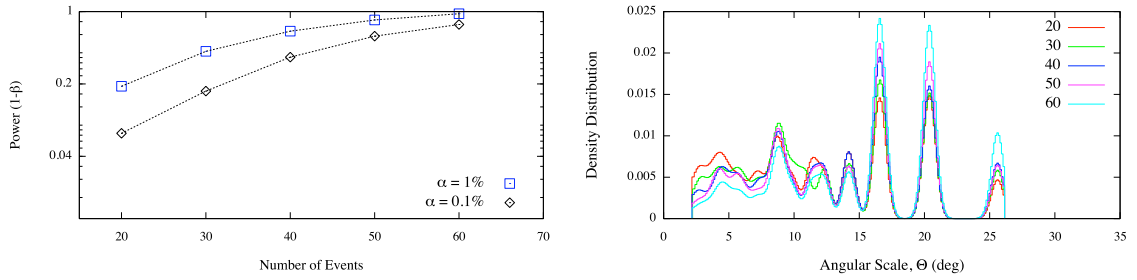 1
0.2
0.04
Power (1-β)
α = 1%
α = 0.1%
20 30 40 50 60 70
Number of Events
0.025
0.02
0.015
0.01
0.005
0
Density Distribution
20
30
40
50
60
0 5 10 15 20 25 30 35
Angular Scale, Θ (deg)